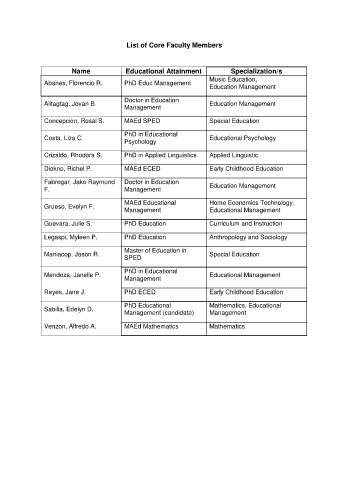 List of Core Faculty Members
Name Educational Attainment Specialization/s
Abanes, Florencio R. PhD Educ Management Music Education,
Education Management
Alitagtag, Jovan B. Doctor in Education
Management Education Management
Concepcion, Rosal S. MAEd SPED Special Education
Costa, Liza C. PhD in Educational
Psychology Educational Psychology
Crizaldo, Rhodora S. PhD in Applied Linguistics Applied Linguistic
Diokno, Richel P. MAEd ECED Early Childhood Education
Fabregar, Jake Raymund
F. Doctor in Education
Management Education Management
Grueso, Evelyn F. MAEd Educational
Management Home Economics Technology,
Educational Management
Guevara, Julie S. PhD Education Curriculum and Instruction
Legaspi, Myleen P. PhD Education Anthropology and Sociology
Maniacop, Jason R. Master of Education in
SPED Special Education
Mendoza, Janelle P. PhD in Educational
Management Educational Management
Reyes, Jane J. PhD ECED Early Childhood Education
Sabilla, Edelyn D. PhD Educational
Management (candidate) Mathematics, Educational
Management
Venzon, Alfredo A. MAEd Mathematics Mathematics